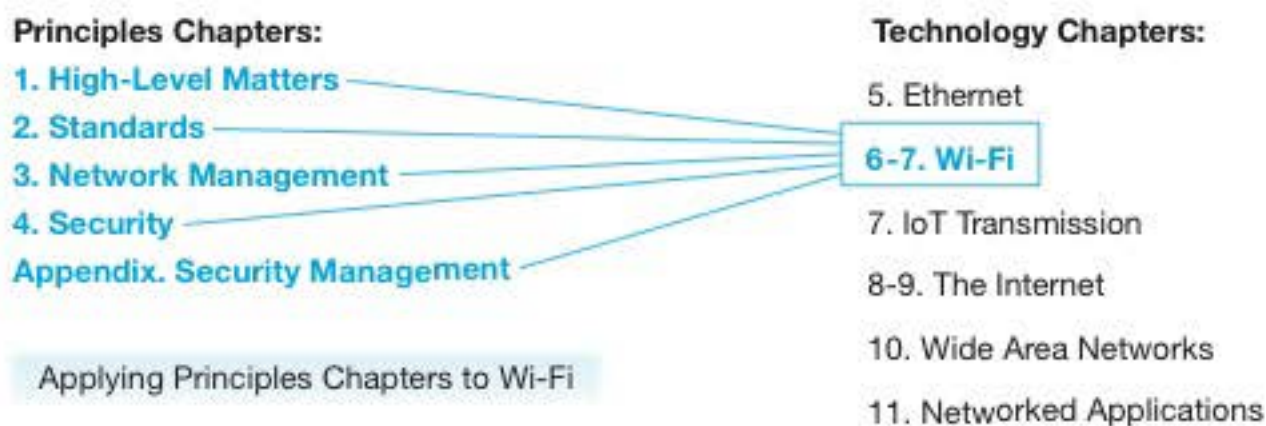 Principles Chapters:
1. High-Level Matters
2. Standards
3. Network Management
4. Security
Appendix. Security Management
Applying Principles Chapters to Wi-Fi
Technology Chapters:
5. Ethernet
6-7. Wi-Fi
7. IoT Transmission
8-9. The Internet
10. Wide Area Networks
11. Networked Applications